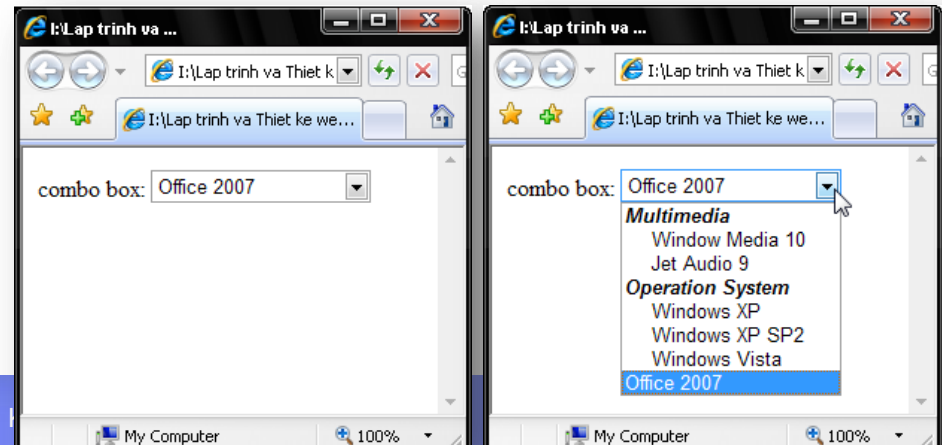 I:\Lap trinh va ...
I:\Lap trinh va Thiet k
G
I:\Lap trinh va Thiet ke we...
combo box: Office 2007
My Computer
100%
I:\Lap trinh va ...
I:\Lap trinh va Thiet k
G
I:\Lap trinh va Thiet ke we...
combo box: Office 2007
Multimedia
Window Media 10
Jet Audio 9
Operation System
Windows XP
Windows XP SP2
Windows Vista
Office 2007
My Computer
100%